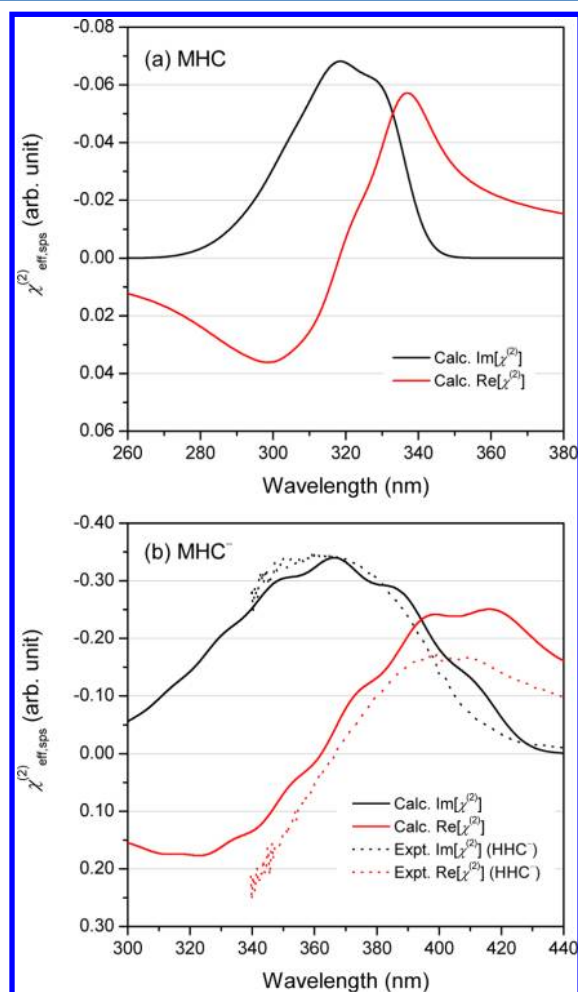 (a) MHC
-0.08
-0.06
-0.04
-0.02
0.00
0.02
0.04
0.06
χ⁽²⁾eff,sps (arb. unit)
Calc. Im[χ⁽²⁾]
Calc. Re[χ⁽²⁾]
260 280 300 320 340 360 380
Wavelength (nm)
(b) MHC⁻
-0.40
-0.30
-0.20
-0.10
0.00
0.10
0.20
0.30
χ⁽²⁾eff,sps (arb. unit)
Calc. Im[χ⁽²⁾]
Calc. Re[χ⁽²⁾]
Expt. Im[χ⁽²⁾] (HHC⁻)
Expt. Re[χ⁽²⁾] (HHC⁻)
300 320 340 360 380 400 420 440
Wavelength (nm)